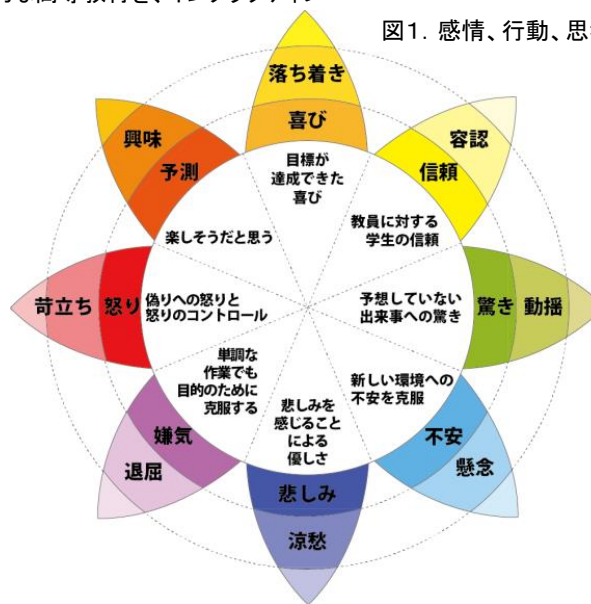 図1. 感情、行動、思
落ち着き
喜び
目標が
達成できた
喜び
興味
予測
楽しそうだと思う
容認
信頼
教員に対する
学生の信頼
苛立ち
怒り
偽りへの怒りと
怒りのコントロール
予想していない
出来事への驚き
驚き
動揺
単調な
作業でも
目的のために
克服する
嫌気
退屈
悲しみを
感じること
による
優しさ
新しい環境への
不安を克服
不安
懸念
悲しみ
涼愁